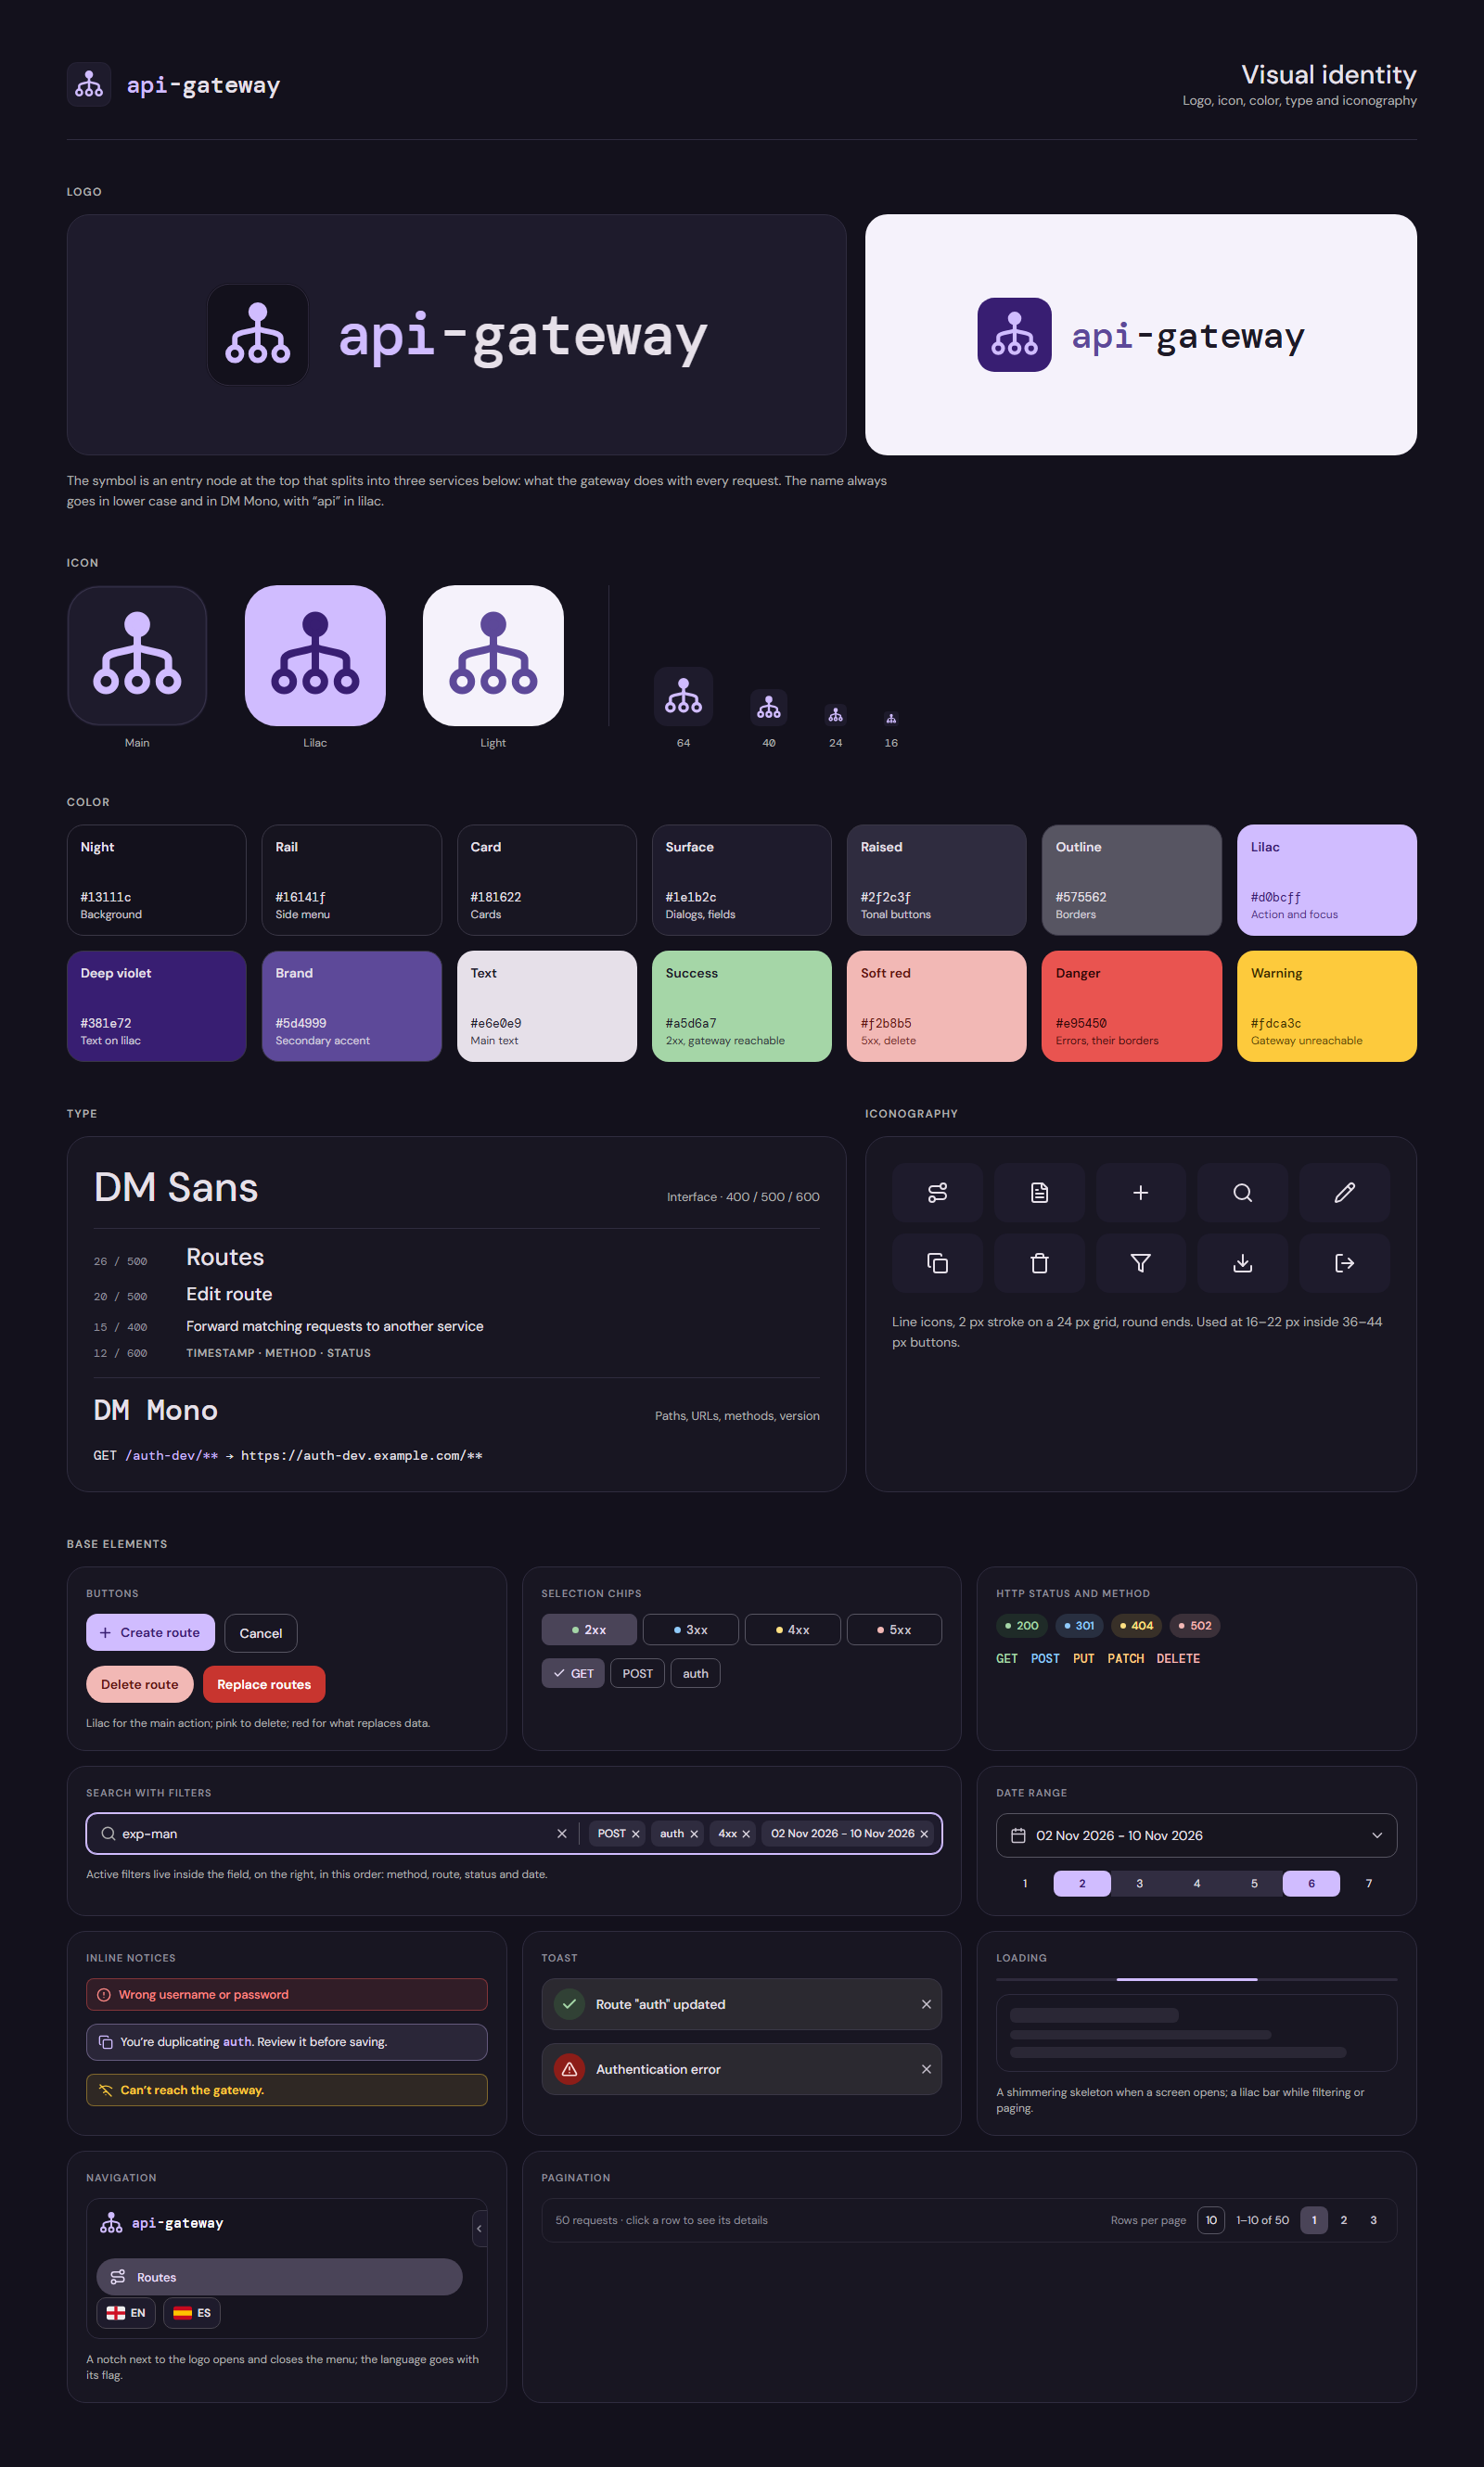 api-gateway
Visual identity
Logo, icon, color, type and iconography
LOGO
api-gateway
api-gateway
The symbol is an entry node at the top that splits into three services below: what the gateway does with every request. The name always
goes in lower case and in DM Mono, with “api” in lilac.
ICON
Main
Lilac
Light
64
40
24
16
COLOR
Night
#13111c
Background
Rail
#16141f
Side menu
Card
#181622
Cards
Surface
#1e1b2c
Dialogs, fields
Raised
#2f2c3f
Tonal buttons
Outline
#575562
Borders
Lilac
#d0bcff
Action and focus
Deep violet
#381e72
Text on lilac
Brand
#5d4999
Secondary accent
Text
#e6e0e9
Main text
Success
#a5d6a7
2xx, gateway reachable
Soft red
#f2b8b5
5xx, delete
Danger
#e95450
Errors, their borders
Warning
#fdca3c
Gateway unreachable
TYPE
DM Sans
Interface · 400 / 500 / 600
26 / 500 Routes
20 / 500 Edit route
15 / 400 Forward matching requests to another service
12 / 600 TIMESTAMP · METHOD · STATUS
DM Mono
Paths, URLs, methods, version
GET /auth-dev/** → https://auth-dev.example.com/**
ICONOGRAPHY
Line icons, 2 px stroke on a 24 px grid, round ends. Used at 16–22 px inside 36–44
px buttons.
BASE ELEMENTS
BUTTONS
Create route
Cancel
Delete route
Replace routes
Lilac for the main action; pink to delete; red for what replaces data.
SELECTION CHIPS
2xx
3xx
4xx
5xx
GET
POST
auth
HTTP STATUS AND METHOD
200
301
404
502
GET POST PUT PATCH DELETE
SEARCH WITH FILTERS
exp-man
POST
auth
4xx
02 Nov 2026 - 10 Nov 2026
Active filters live inside the field, on the right, in this order: method, route, status and date.
DATE RANGE
02 Nov 2026 - 10 Nov 2026
1 2 3 4 5 6 7
INLINE NOTICES
Wrong username or password
You’re duplicating auth. Review it before saving.
Can’t reach the gateway.
TOAST
Route "auth" updated
Authentication error
LOADING
A shimmering skeleton when a screen opens; a lilac bar while filtering or
paging.
NAVIGATION
api-gateway
Routes
EN
ES
A notch next to the logo opens and closes the menu; the language goes with
its flag.
PAGINATION
50 requests · click a row to see its details
Rows per page 10 1–10 of 50 1 2 3